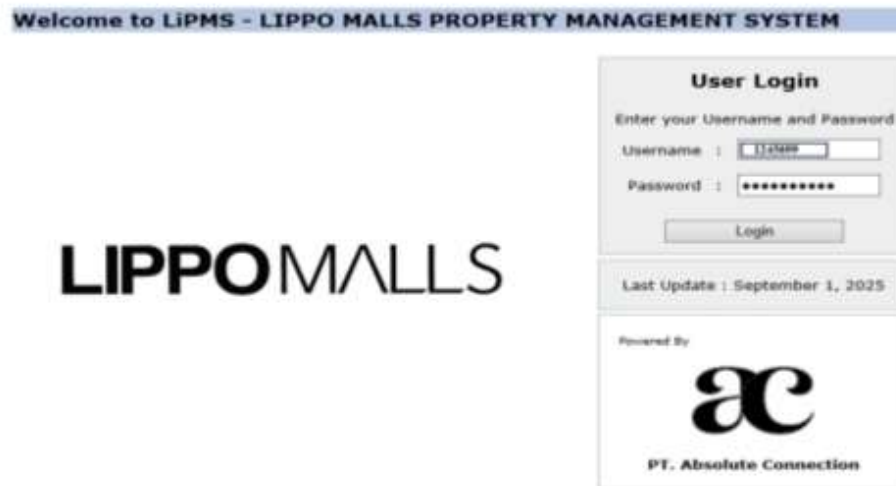 Welcome to LiPMS - LIPPO MALLS PROPERTY MANAGEMENT SYSTEM
User Login
Enter your Username and Password
Username :
Password : ••••••••••
Login
LIPPOMALLS
Last Update : September 1, 2025
Powered By
ac
PT. Absolute Connection